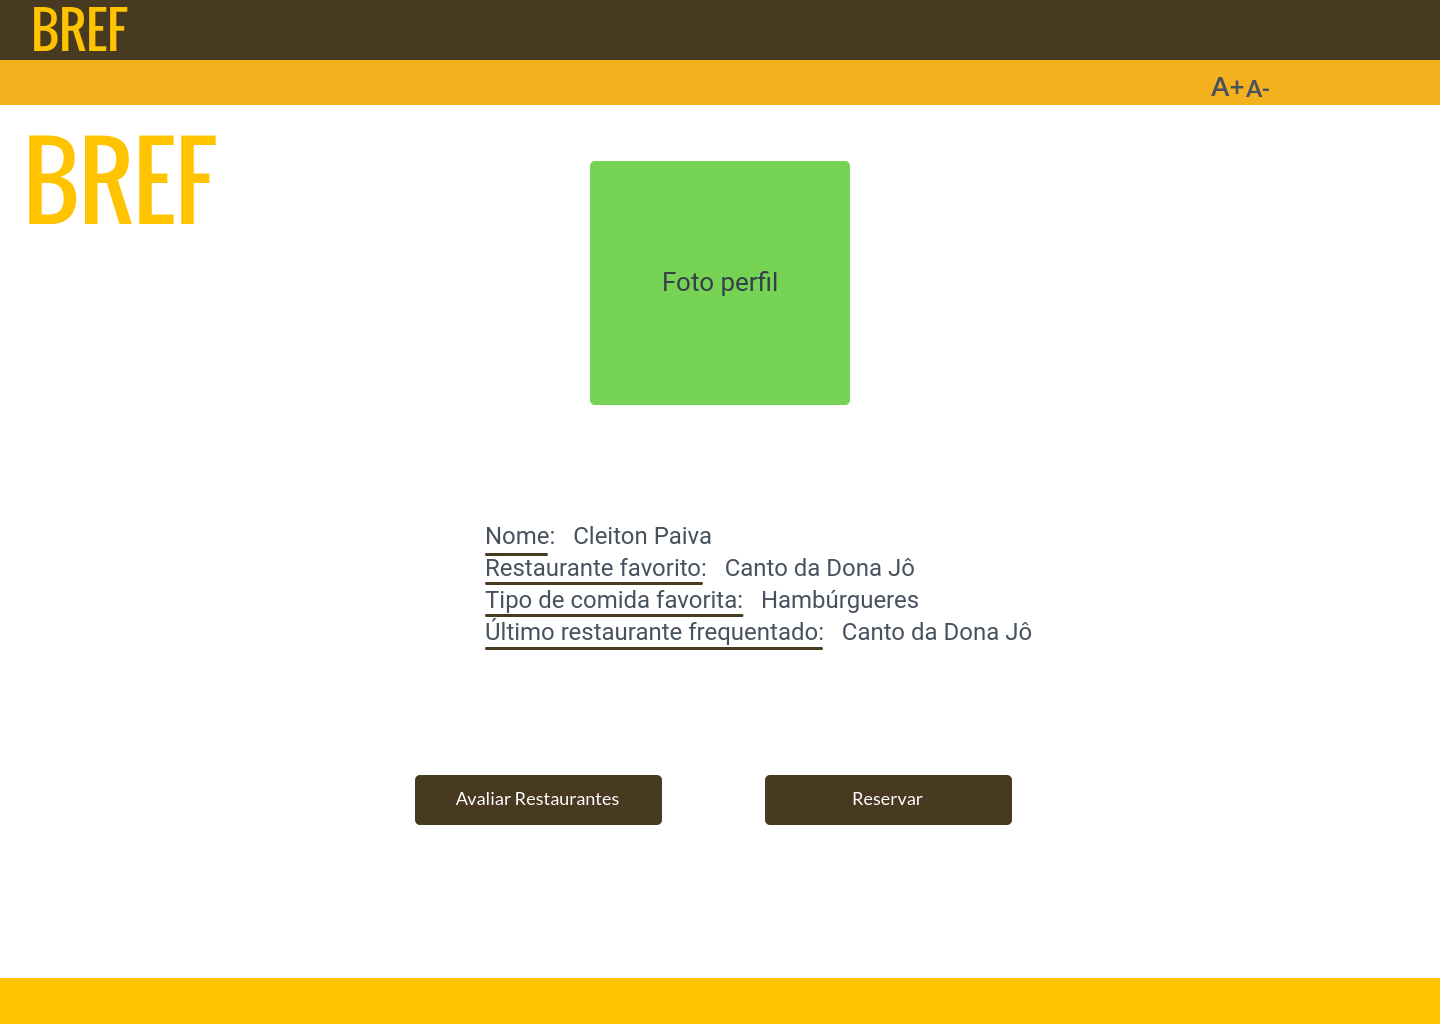 BREF
A+ A-
BREF
Foto perfil
Nome: Cleiton Paiva
Restaurante favorito: Canto da Dona Jô
Tipo de comida favorita: Hambúrgueres
Último restaurante frequentado: Canto da Dona Jô
Avaliar Restaurantes
Reservar